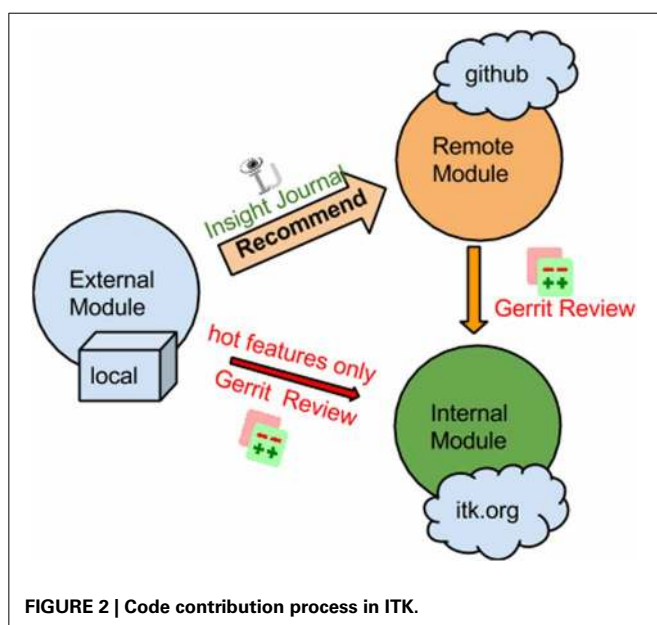 github
Remote
Module
Insight Journal
Recommend
External
Module
local
Gerrit Review
hot features only
Gerrit Review
Internal
Module
itk.org
FIGURE 2 | Code contribution process in ITK.